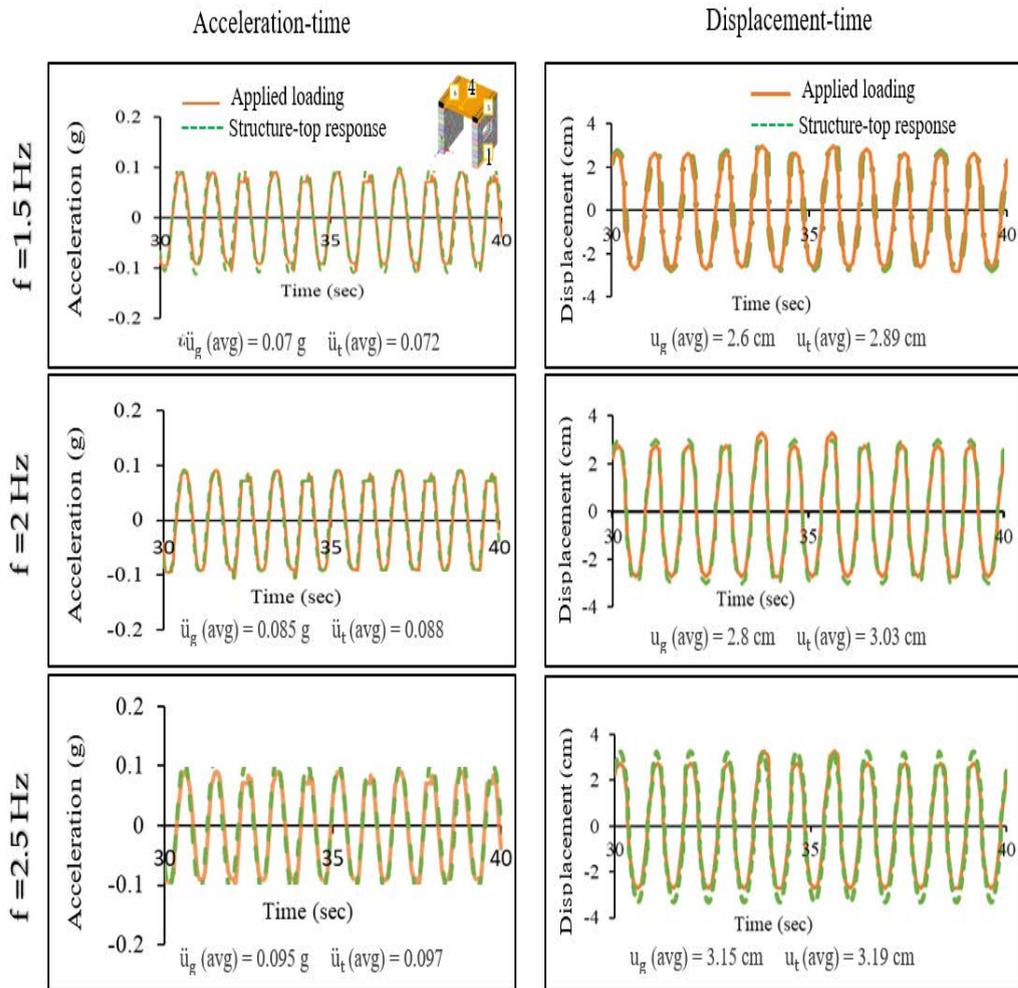 Acceleration-time
Displacement-time
f =1.5 Hz
Acceleration (g)
0.2
0.1
0
-0.1
-0.2
30
35
40
Time (sec)
Applied loading
Structure-top response
4
1
üg (avg) = 0.07 g üt (avg) = 0.072
Displacement (cm)
4
2
0
-2
-4
30
35
40
Time (sec)
Applied loading
Structure-top response
ug (avg) = 2.6 cm ut (avg) = 2.89 cm
f =2 Hz
Acceleration (g)
0.2
0.1
0
-0.1
-0.2
30
35
40
Time (sec)
üg (avg) = 0.085 g üt (avg) = 0.088
Displacement (cm)
4
2
0
-2
-4
30
35
40
Time (sec)
ug (avg) = 2.8 cm ut (avg) = 3.03 cm
f =2.5 Hz
Acceleration (g)
0.2
0.1
0
-0.1
-0.2
30
35
40
Time (sec)
üg (avg) = 0.095 g üt (avg) = 0.097
Displacement (cm)
4
2
0
-2
-4
30
35
40
Time (sec)
ug (avg) = 3.15 cm ut (avg) = 3.19 cm